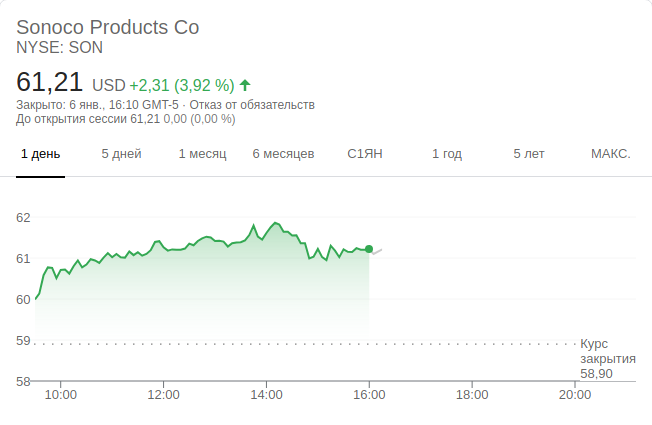 Sonoco Products Co
NYSE: SON
61,21 USD +2,31 (3,92 %)
Закрыто: 6 янв., 16:10 GMT-5 · Отказ от обязательств
До открытия сессии 61,21 0,00 (0,00 %)
1 день 5 дней 1 месяц 6 месяцев С1ЯН 1 год 5 лет МАКС.
62
61
60
59
58
Курс
закрытия
58,90
10:00 12:00 14:00 16:00 18:00 20:00